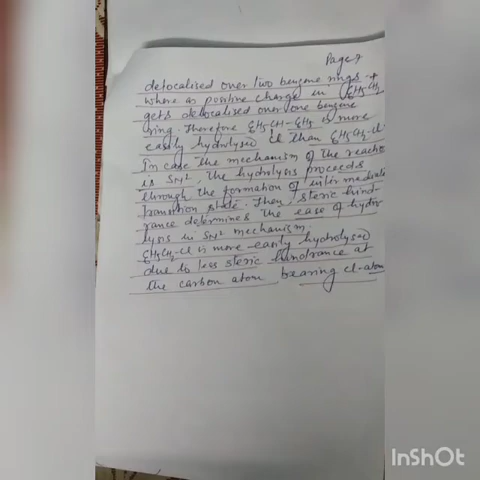 Page 7
delocalised over two benzene rings +
where as positive charge in C6H5CH2
gets delocalised over one benzene
ring. Therefore C6H5-CH-C6H5 is more
easily hydrolysed Cl than C6H5CH2-Cl
In case the mechanism of the react
is SN2. the hydrolysis proceeds
through the formation of intermediate
transition state. Then steric hind
rance determines the ease of hydro
lysis in SN2 mechanism.
C6H5CH2-Cl is more easily hydrolysed
due to less steric hindrance at
the carbon atom bearing Cl-atom
InShOt